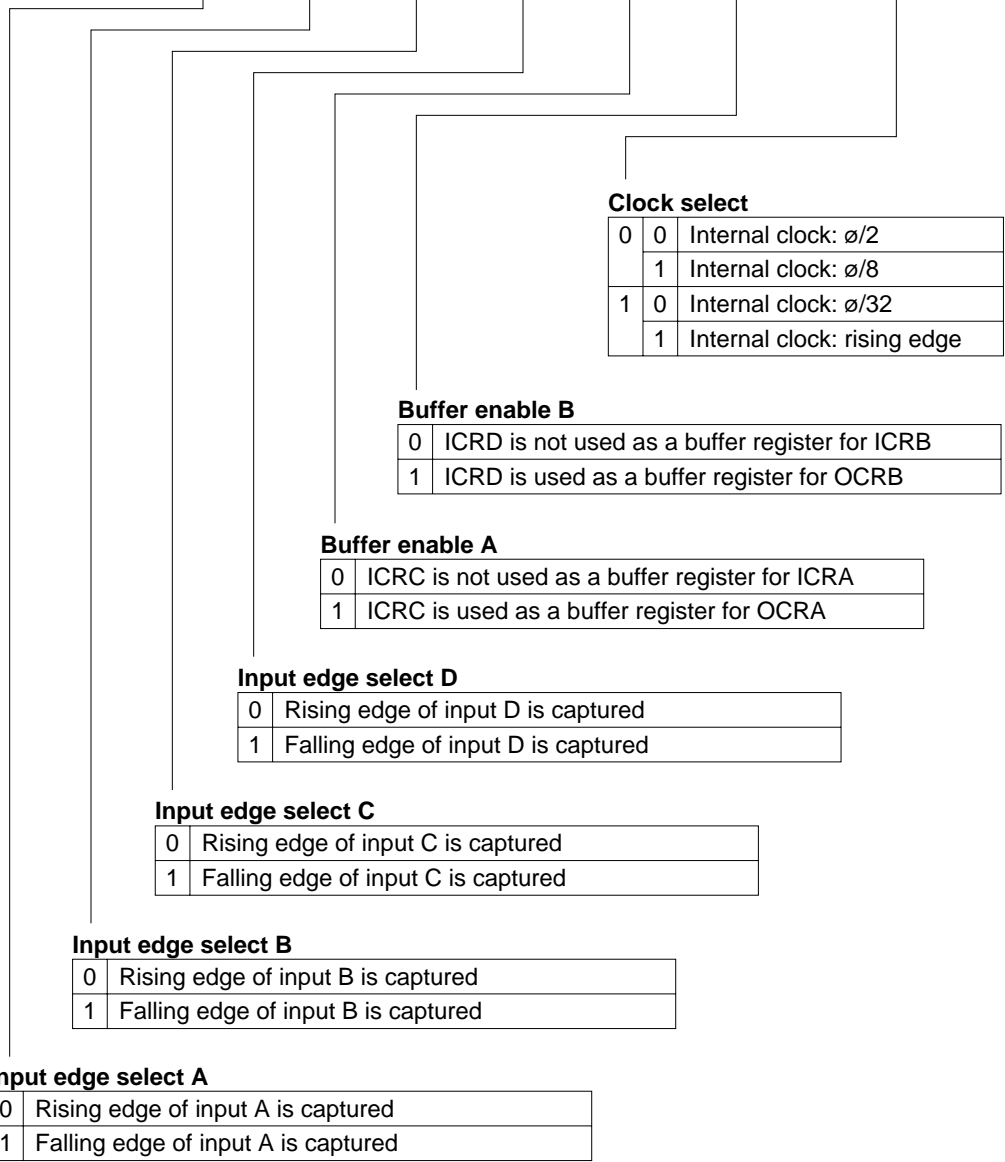 Clock select
0 0 Internal clock: ø/2
1 Internal clock: ø/8
1 0 Internal clock: ø/32
1 Internal clock: rising edge
Buffer enable B
0 ICRD is not used as a buffer register for ICRB
1 ICRD is used as a buffer register for OCRB
Buffer enable A
0 ICRC is not used as a buffer register for ICRA
1 ICRC is used as a buffer register for OCRA
Input edge select D
0 Rising edge of input D is captured
1 Falling edge of input D is captured
Input edge select C
0 Rising edge of input C is captured
1 Falling edge of input C is captured
Input edge select B
0 Rising edge of input B is captured
1 Falling edge of input B is captured
nput edge select A
0 Rising edge of input A is captured
1 Falling edge of input A is captured